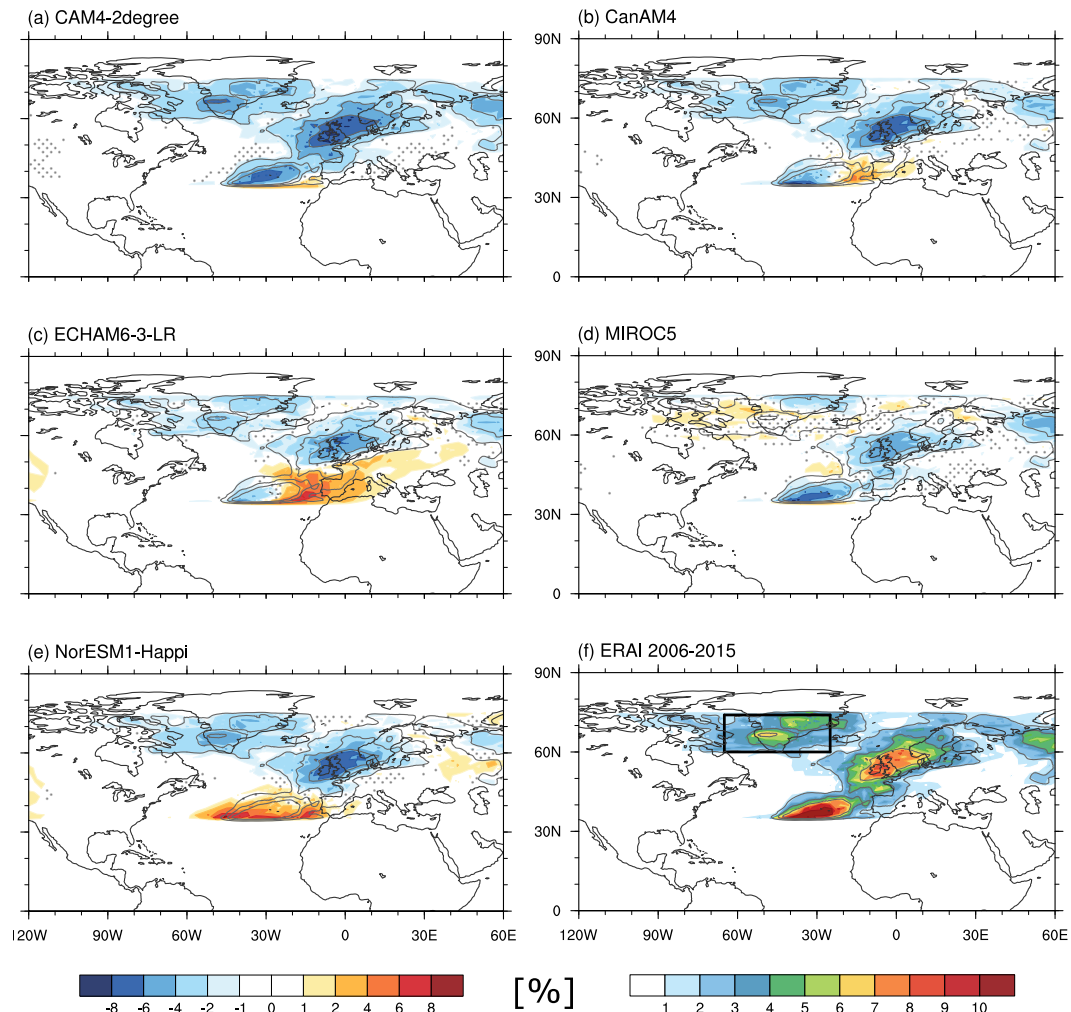 (a) CAM4-2degree
(b) CanAM4
90N
60N
30N
0
(c) ECHAM6-3-LR
(d) MIROC5
90N
60N
30N
0
(e) NorESM1-Happi
(f) ERAI 2006-2015
90N
60N
30N
0
120W 90W 60W 30W 0 30E 60E
120W 90W 60W 30W 0 30E 60E
-8 -6 -4 -2 -1 0 1 2 4 6 8
[%]
1 2 3 4 5 6 7 8 9 10